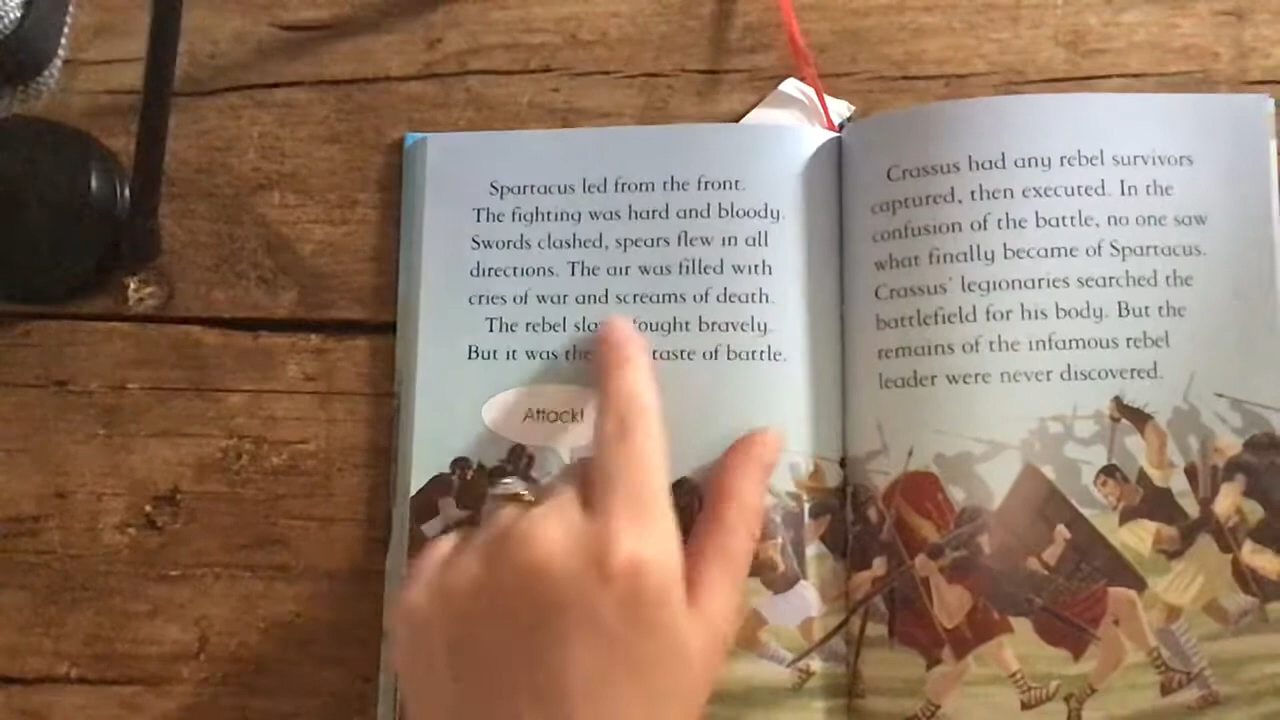 Spartacus led from the front.
The fighting was hard and bloody.
Swords clashed, spears flew in all
directions. The air was filled with
cries of war and screams of death.
The rebel fought bravely.
But it was the taste of battle.
Attack!
Crassus had any rebel survivors
captured, then executed. In the
confusion of the battle, no one saw
what finally became of Spartacus.
Crassus' legionaries searched the
battlefield for his body. But the
remains of the infamous rebel
leader were never discovered.